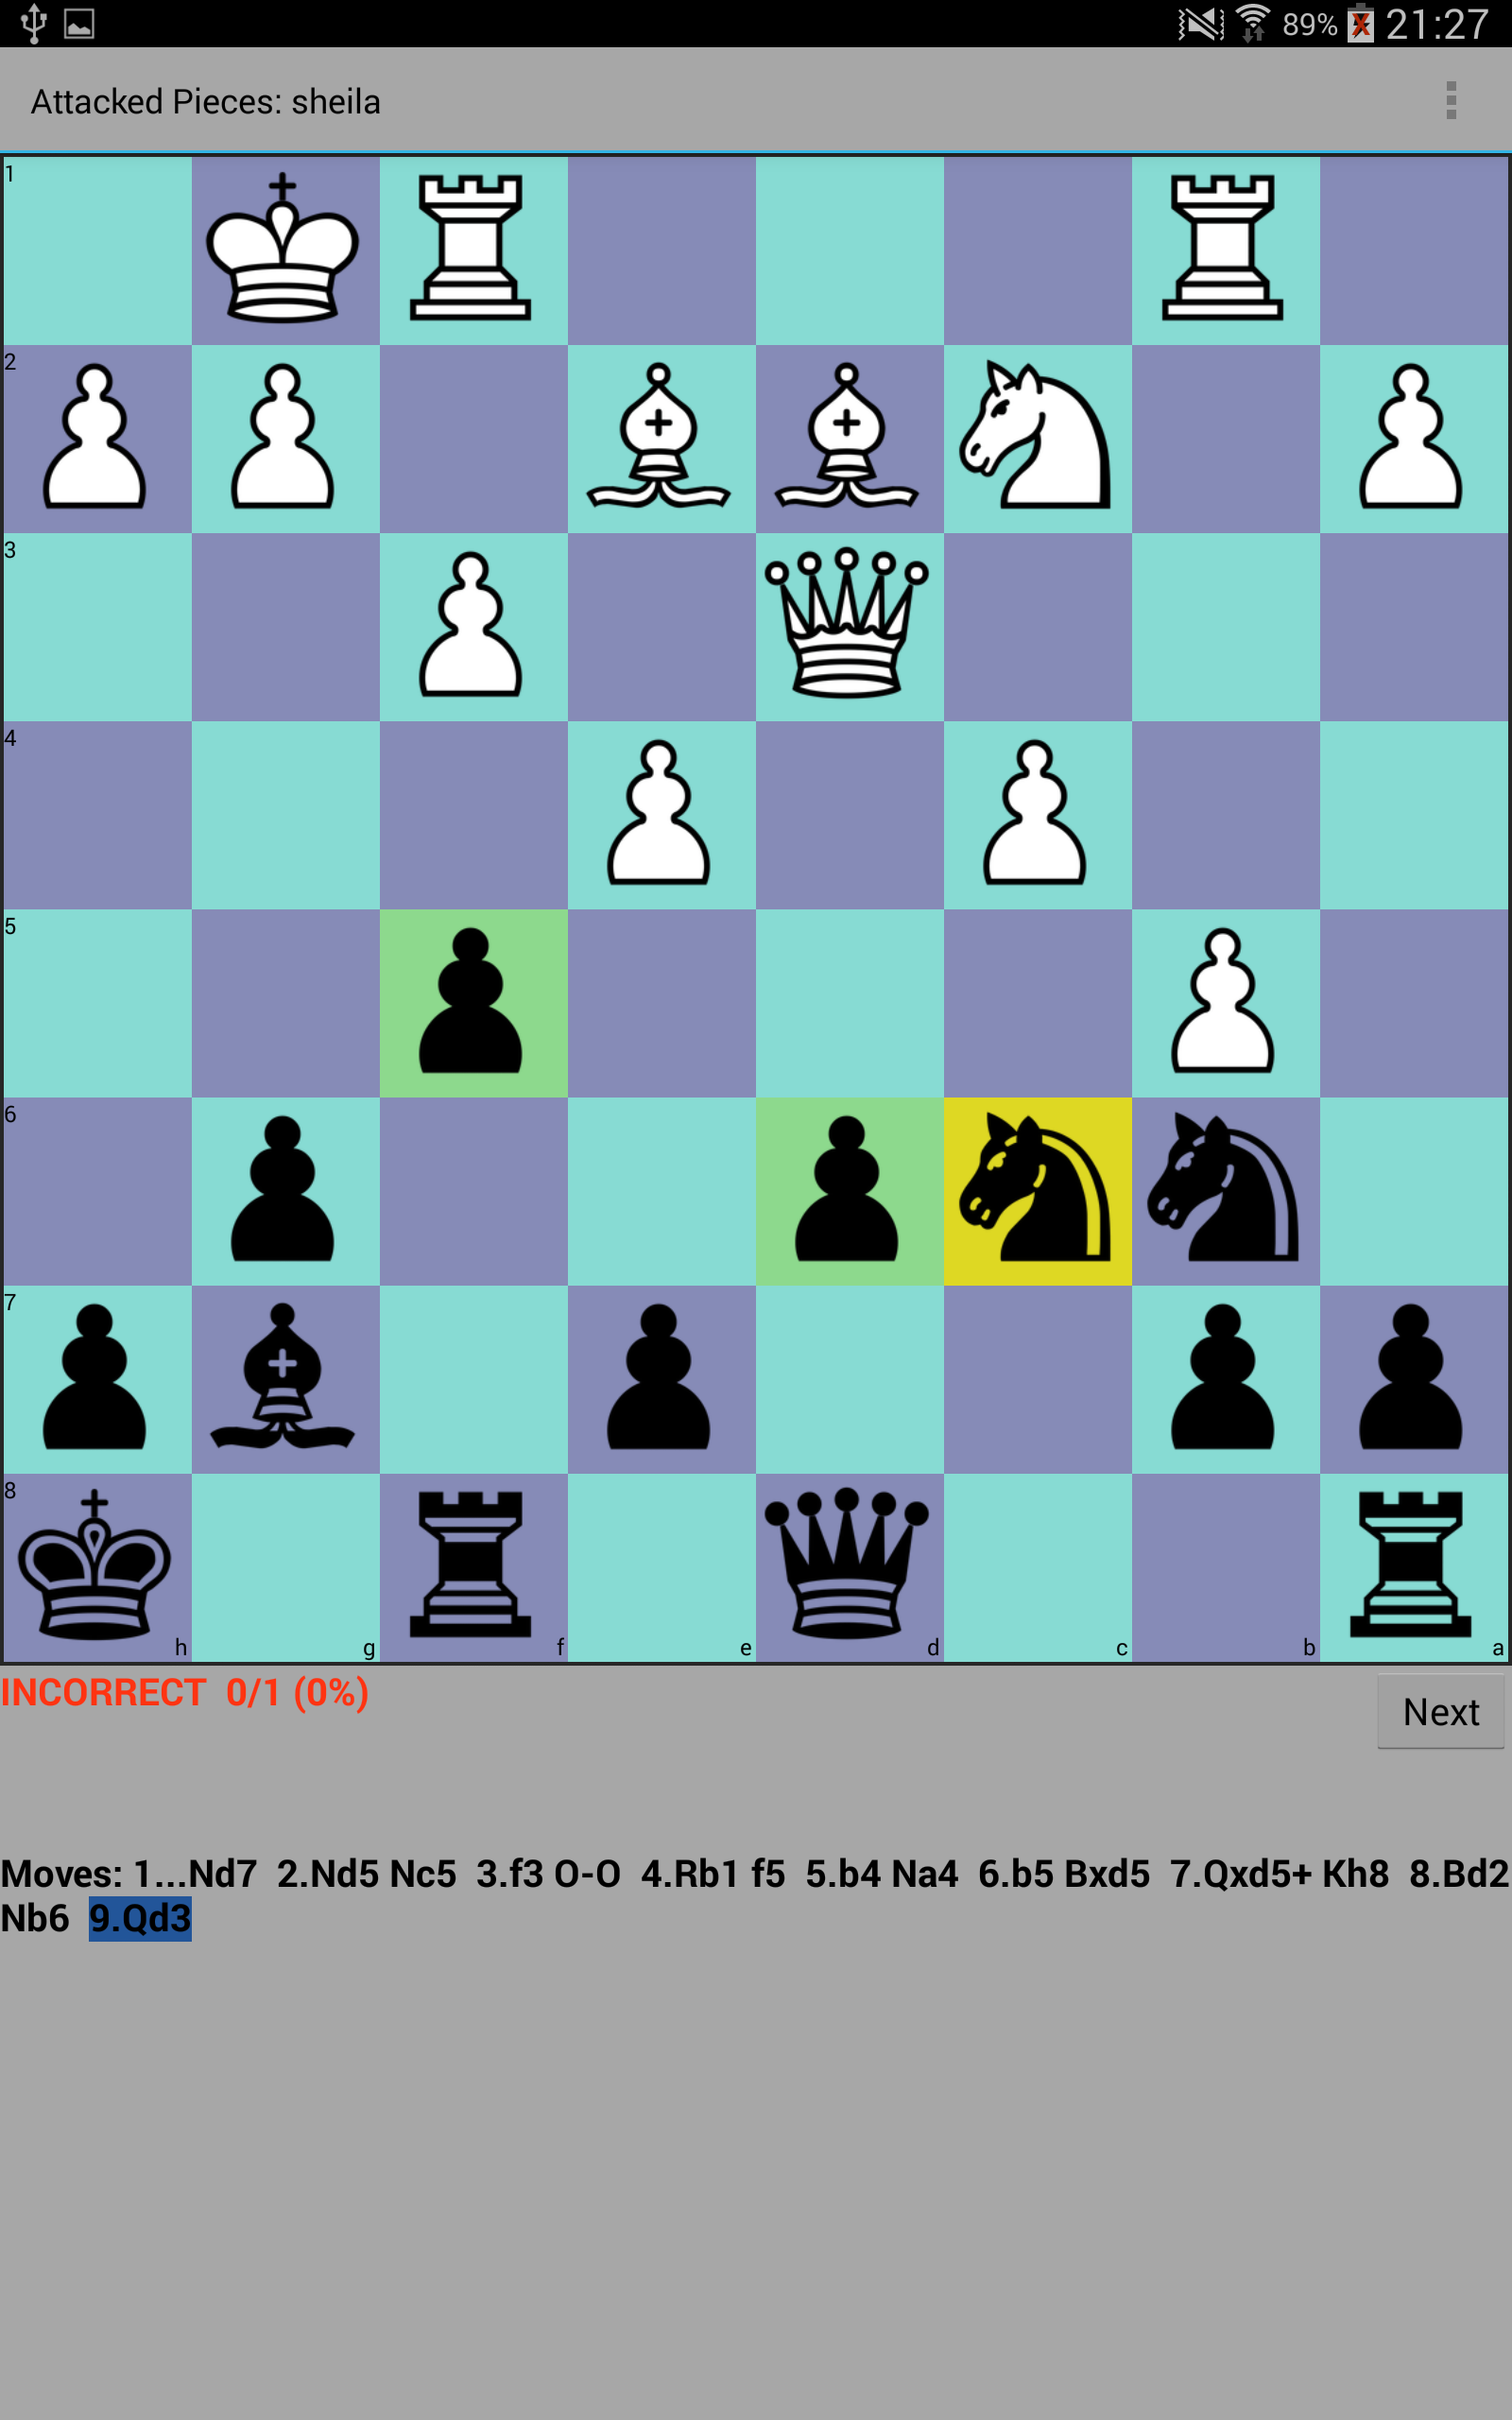 89% 21:27
Attacked Pieces: sheila
1
2
3
4
5
6
7
8
h g f e d c b a
INCORRECT 0/1 (0%)
Next
Moves: 1...Nd7 2.Nd5 Nc5 3.f3 O-O 4.Rb1 f5 5.b4 Na4 6.b5 Bxd5 7.Qxd5+ Kh8 8.Bd2
Nb6 9.Qd3